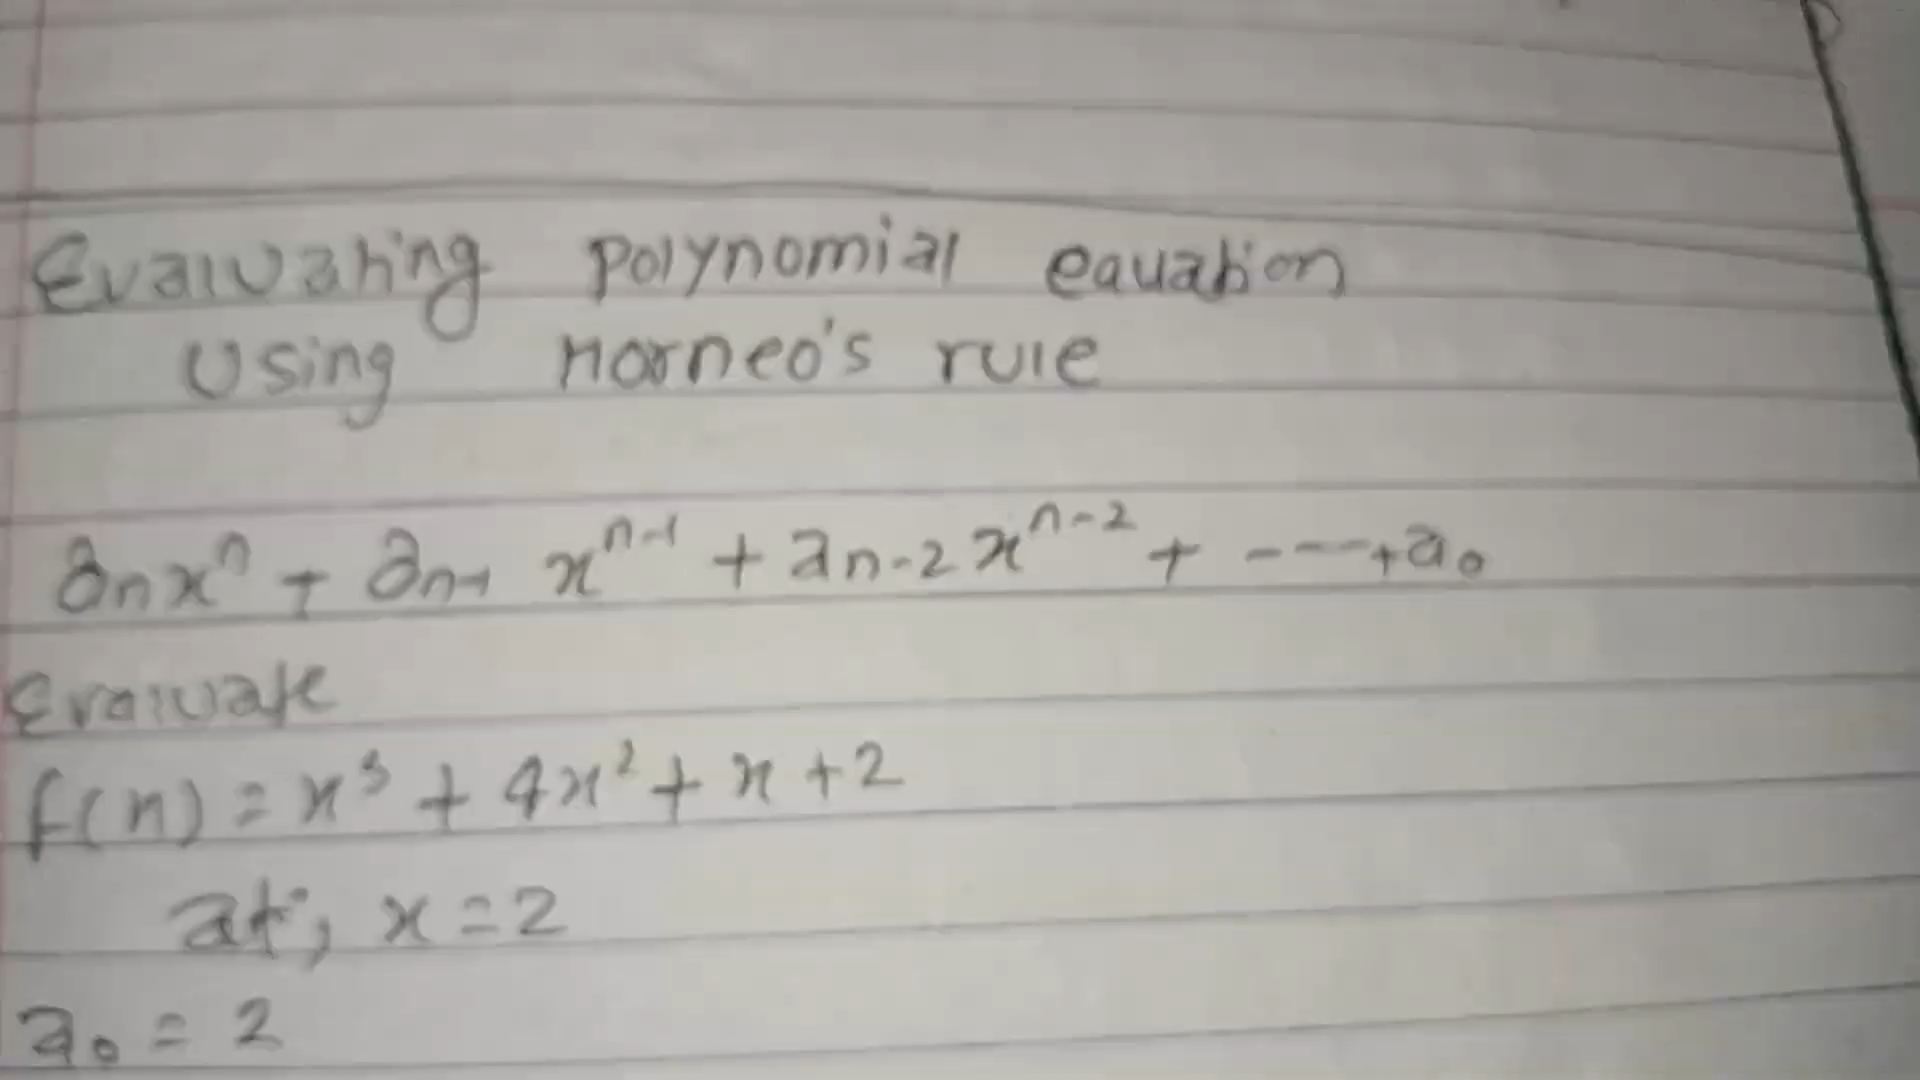 Evaluating polynomial equation
Using Horneo's rule
aₙxⁿ + aₙ₋₁ xⁿ⁻¹ + aₙ₋₂ xⁿ⁻² + ----+a₀
Evaluate
f(x) = x³ + 4x² + x + 2
at, x = 2
a₀ = 2